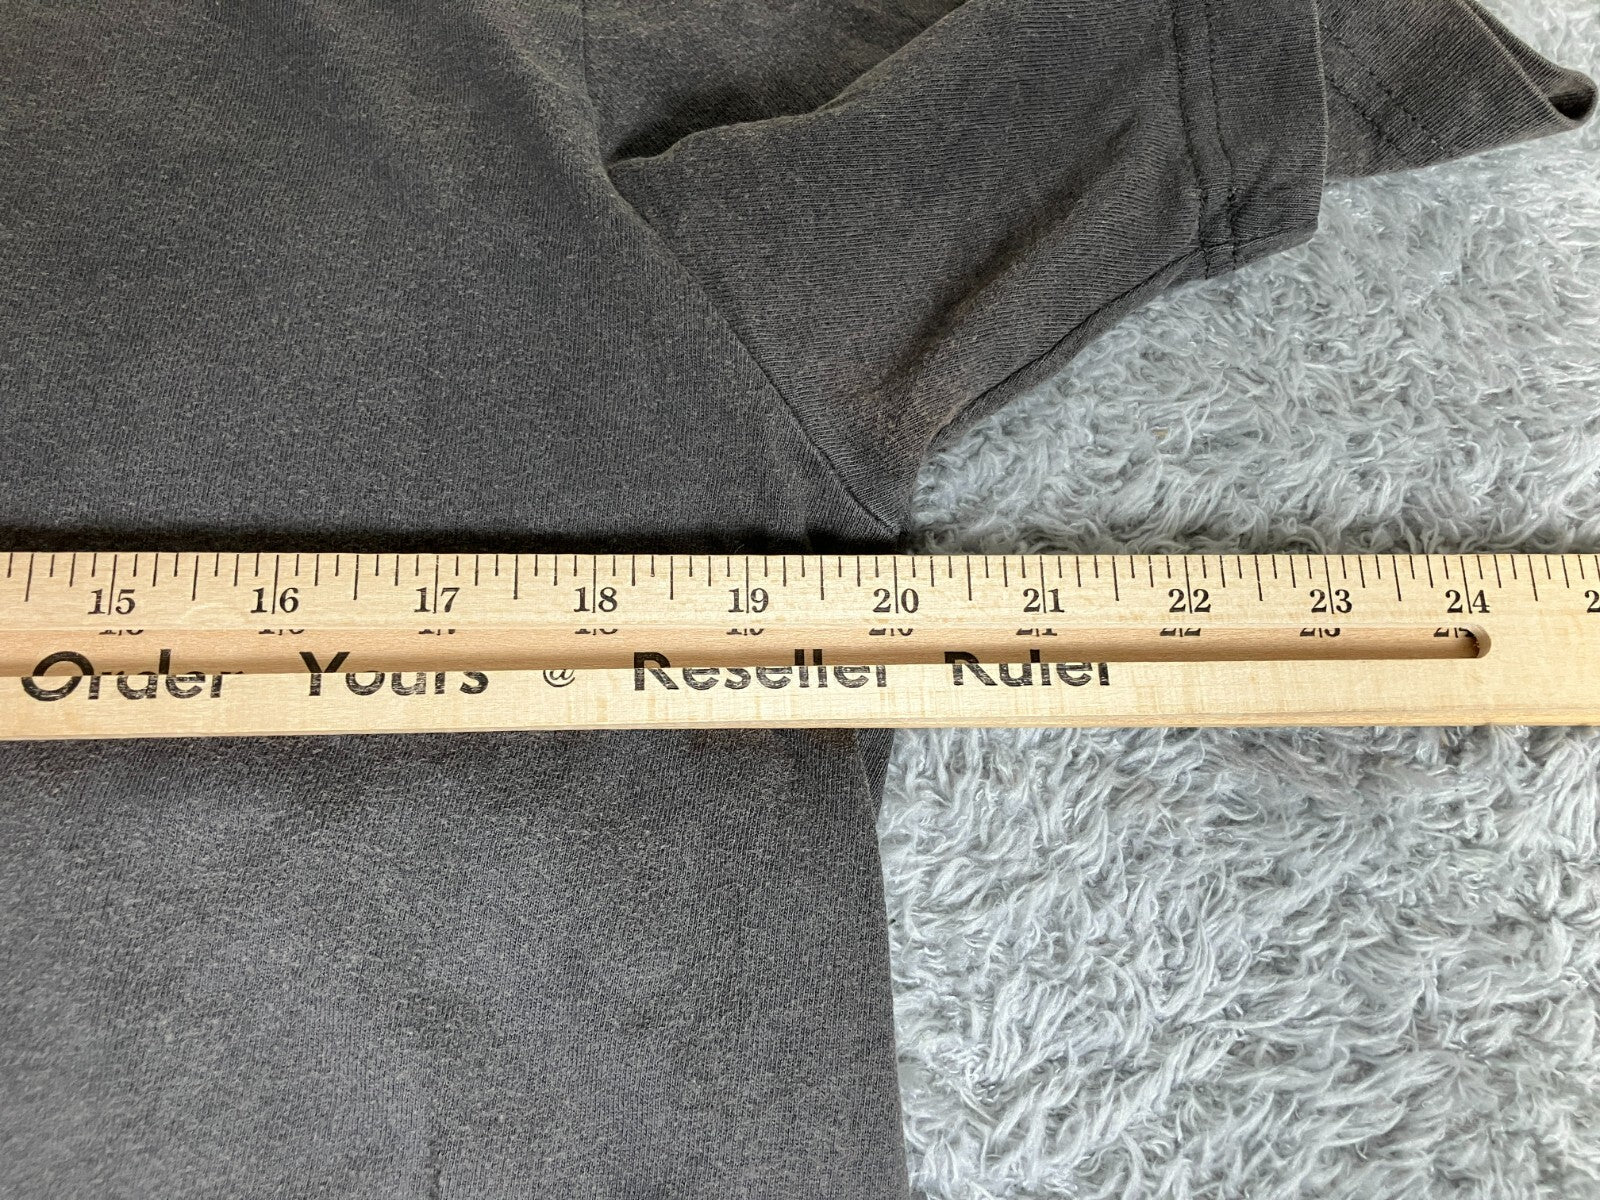 15 16 17 18 19 20 21 22 23 24
Order Yours @ Reseller Ruler